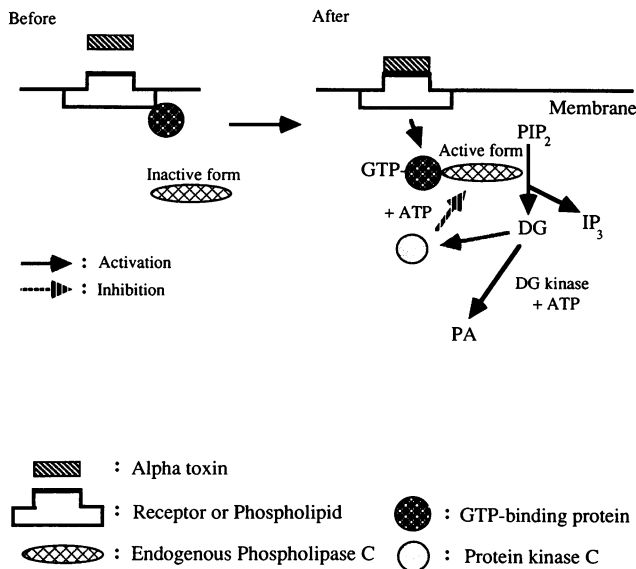 Before
After
Membrane
PIP2
Inactive form
Active form
GTP-
+ ATP
DG
IP3
DG kinase
+ ATP
PA
: Activation
: Inhibition
: Alpha toxin
: Receptor or Phospholipid
: GTP-binding protein
: Endogenous Phospholipase C
: Protein kinase C